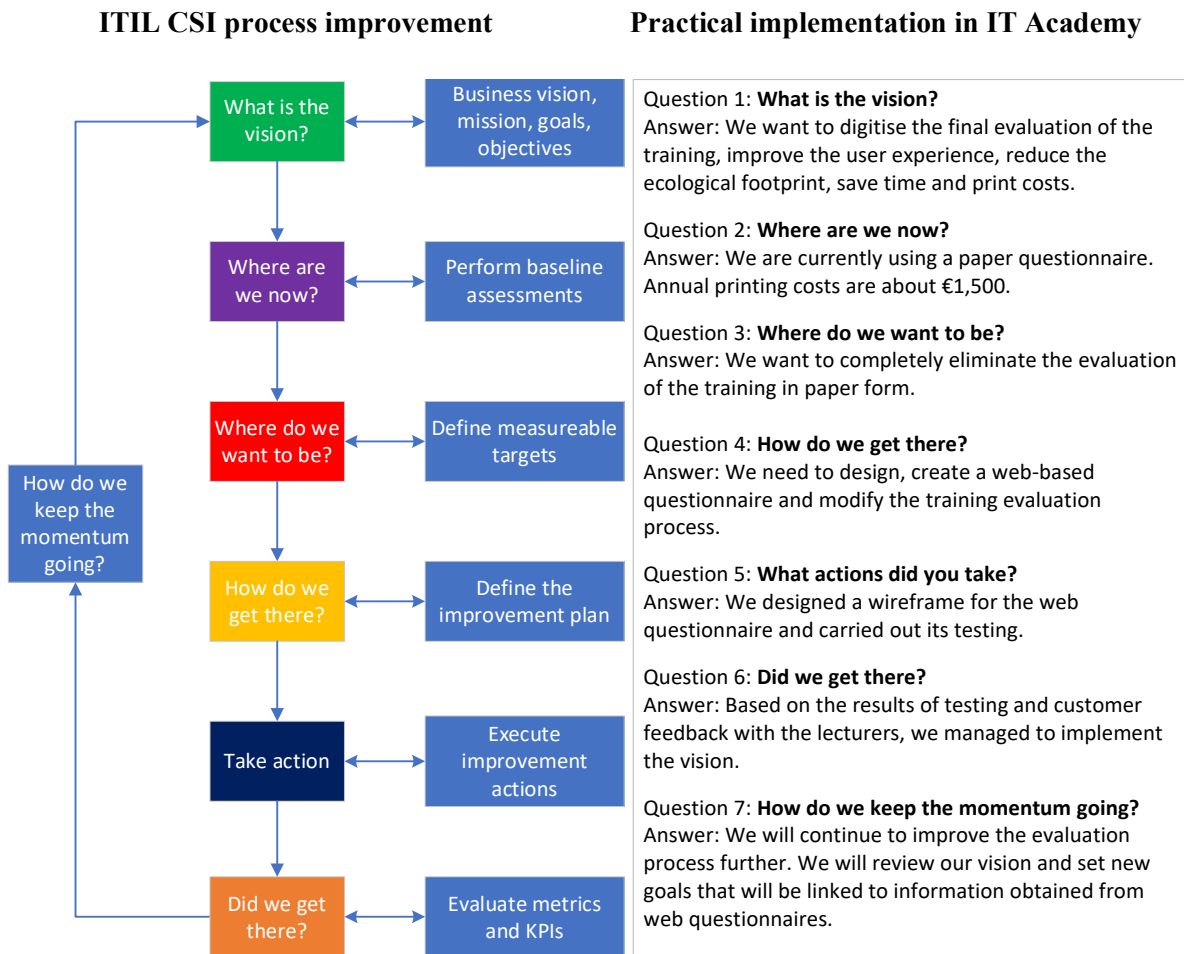 ITIL CSI process improvement
Practical implementation in IT Academy
What is the
vision?
Business vision,
mission, goals,
objectives
Where are
we now?
Perform baseline
assessments
Where do we
want to be?
Define measureable
targets
How do we
keep the
momentum
going?
How do we
get there?
Define the
improvement plan
Take action
Execute
improvement
actions
Did we get
there?
Evaluate metrics
and KPIs
Question 1: What is the vision?
Answer: We want to digitise the final evaluation of the
training, improve the user experience, reduce the
ecological footprint, save time and print costs.
Question 2: Where are we now?
Answer: We are currently using a paper questionnaire.
Annual printing costs are about €1,500.
Question 3: Where do we want to be?
Answer: We want to completely eliminate the evaluation
of the training in paper form.
Question 4: How do we get there?
Answer: We need to design, create a web-based
questionnaire and modify the training evaluation
process.
Question 5: What actions did you take?
Answer: We designed a wireframe for the web
questionnaire and carried out its testing.
Question 6: Did we get there?
Answer: Based on the results of testing and customer
feedback with the lecturers, we managed to implement
the vision.
Question 7: How do we keep the momentum going?
Answer: We will continue to improve the evaluation
process further. We will review our vision and set new
goals that will be linked to information obtained from
web questionnaires.